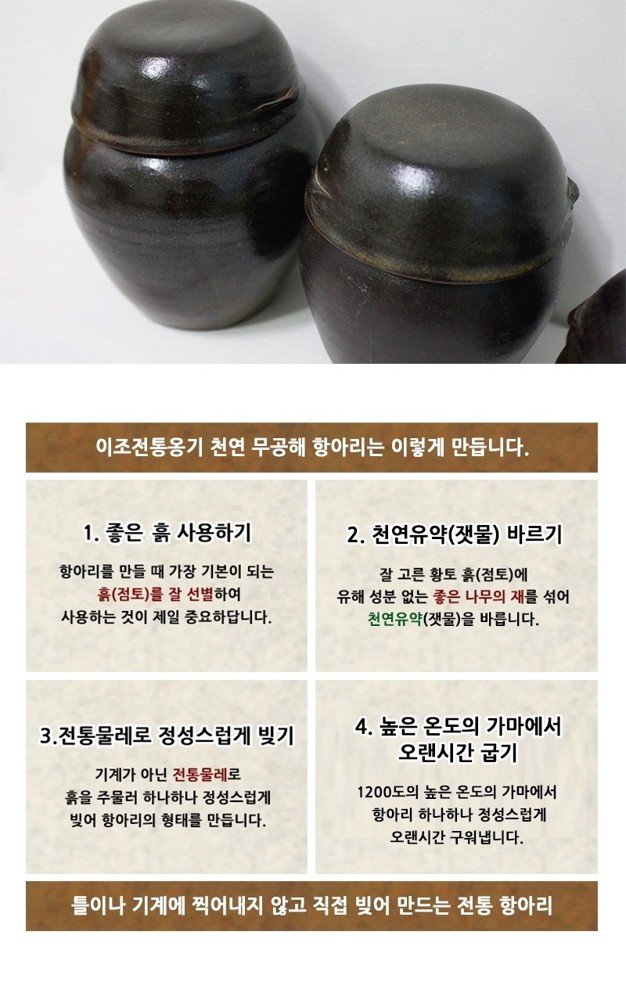 이조전통옹기 천연 무공해 항아리는 이렇게 만듭니다.
1. 좋은 흙 사용하기
항아리를 만들 때 가장 기본이 되는
흙(점토)를 잘 선별하여
사용하는 것이 제일 중요하답니다.
2. 천연유약(잿물) 바르기
잘 고른 황토 흙(점토)에
유해 성분 없는 좋은 나무의 재를 섞어
천연유약(잿물)을 바릅니다.
3.전통물레로 정성스럽게 빚기
기계가 아닌 전통물레로
흙을 주물러 하나하나 정성스럽게
빚어 항아리의 형태를 만듭니다.
4. 높은 온도의 가마에서
오랜시간 굽기
1200도의 높은 온도의 가마에서
항아리 하나하나 정성스럽게
오랜시간 구워냅니다.
틀이나 기계에 찍어내지 않고 직접 빚어 만드는 전통 항아리